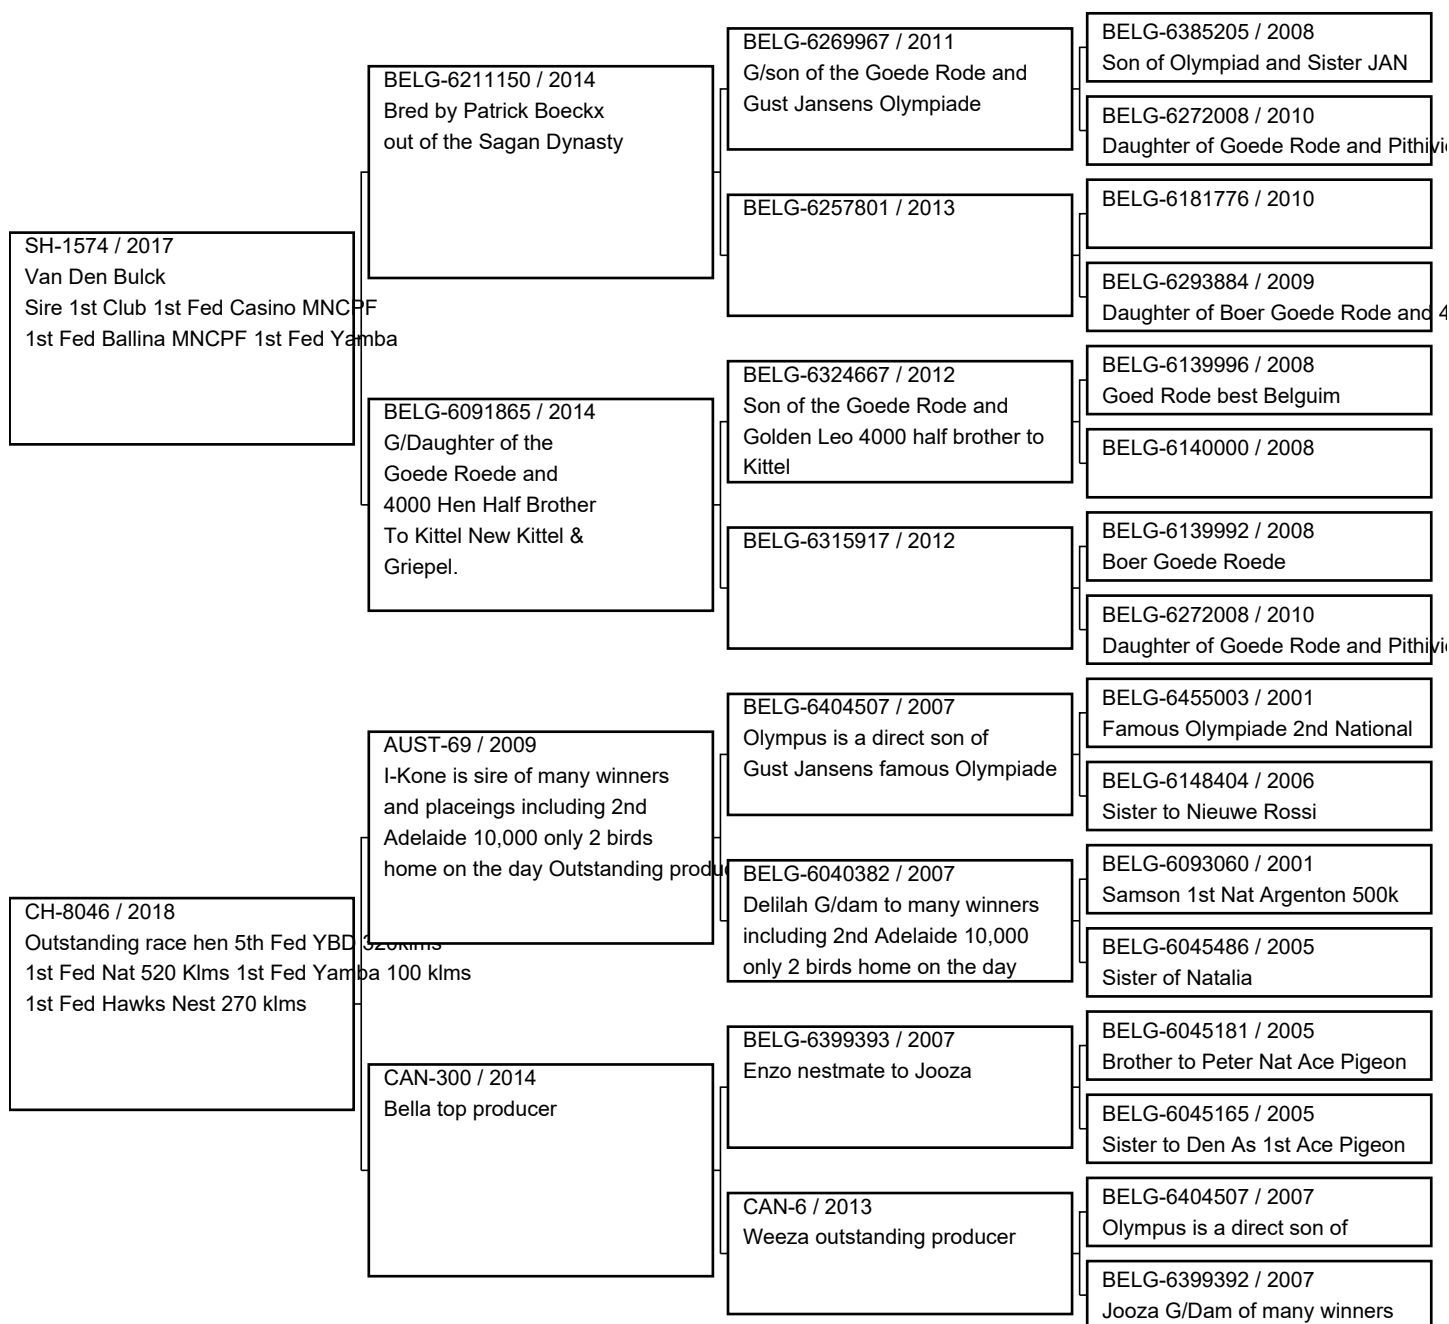 SH-1574 / 2017
Van Den Bulck
Sire 1st Club 1st Fed Casino MNCPF
1st Fed Ballina MNCPF 1st Fed Yamba
CH-8046 / 2018
Outstanding race hen 5th Fed YBD 320klms
1st Fed Nat 520 Klms 1st Fed Yamba 100 klms
1st Fed Hawks Nest 270 klms
BELG-6211150 / 2014
Bred by Patrick Boeckx
out of the Sagan Dynasty
BELG-6091865 / 2014
G/Daughter of the
Goede Roede and
4000 Hen Half Brother
To Kittel New Kittel &
Griepel.
AUST-69 / 2009
I-Kone is sire of many winners
and placeings including 2nd
Adelaide 10,000 only 2 birds
home on the day Outstanding
CAN-300 / 2014
Bella top producer
BELG-6269967 / 2011
G/son of the Goede Rode and
Gust Jansens Olympiade
BELG-6257801 / 2013
BELG-6324667 / 2012
Son of the Goede Rode and
Golden Leo 4000 half brother to
Kittel
BELG-6315917 / 2012
BELG-6404507 / 2007
Olympus is a direct son of
Gust Jansens famous Olympiade
BELG-6040382 / 2007
Delilah G/dam to many winners
including 2nd Adelaide 10,000
only 2 birds home on the day
BELG-6399393 / 2007
Enzo nestmate to Jooza
CAN-6 / 2013
Weeza outstanding producer
BELG-6385205 / 2008
Son of Olympiad and Sister JAN
BELG-6272008 / 2010
Daughter of Goede Rode and
BELG-6181776 / 2010
BELG-6293884 / 2009
Daughter of Boer Goede Rode and 4
BELG-6139996 / 2008
Goed Rode best Belguim
BELG-6140000 / 2008
BELG-6139992 / 2008
Boer Goede Roede
BELG-6272008 / 2010
Daughter of Goede Rode and
BELG-6455003 / 2001
Famous Olympiade 2nd National
BELG-6148404 / 2006
Sister to Nieuwe Rossi
BELG-6093060 / 2001
Samson 1st Nat Argenton 500k
BELG-6045486 / 2005
Sister of Natalia
BELG-6045181 / 2005
Brother to Peter Nat Ace Pigeon
BELG-6045165 / 2005
Sister to Den As 1st Ace Pigeon
BELG-6404507 / 2007
Olympus is a direct son of
BELG-6399392 / 2007
Jooza G/Dam of many winners